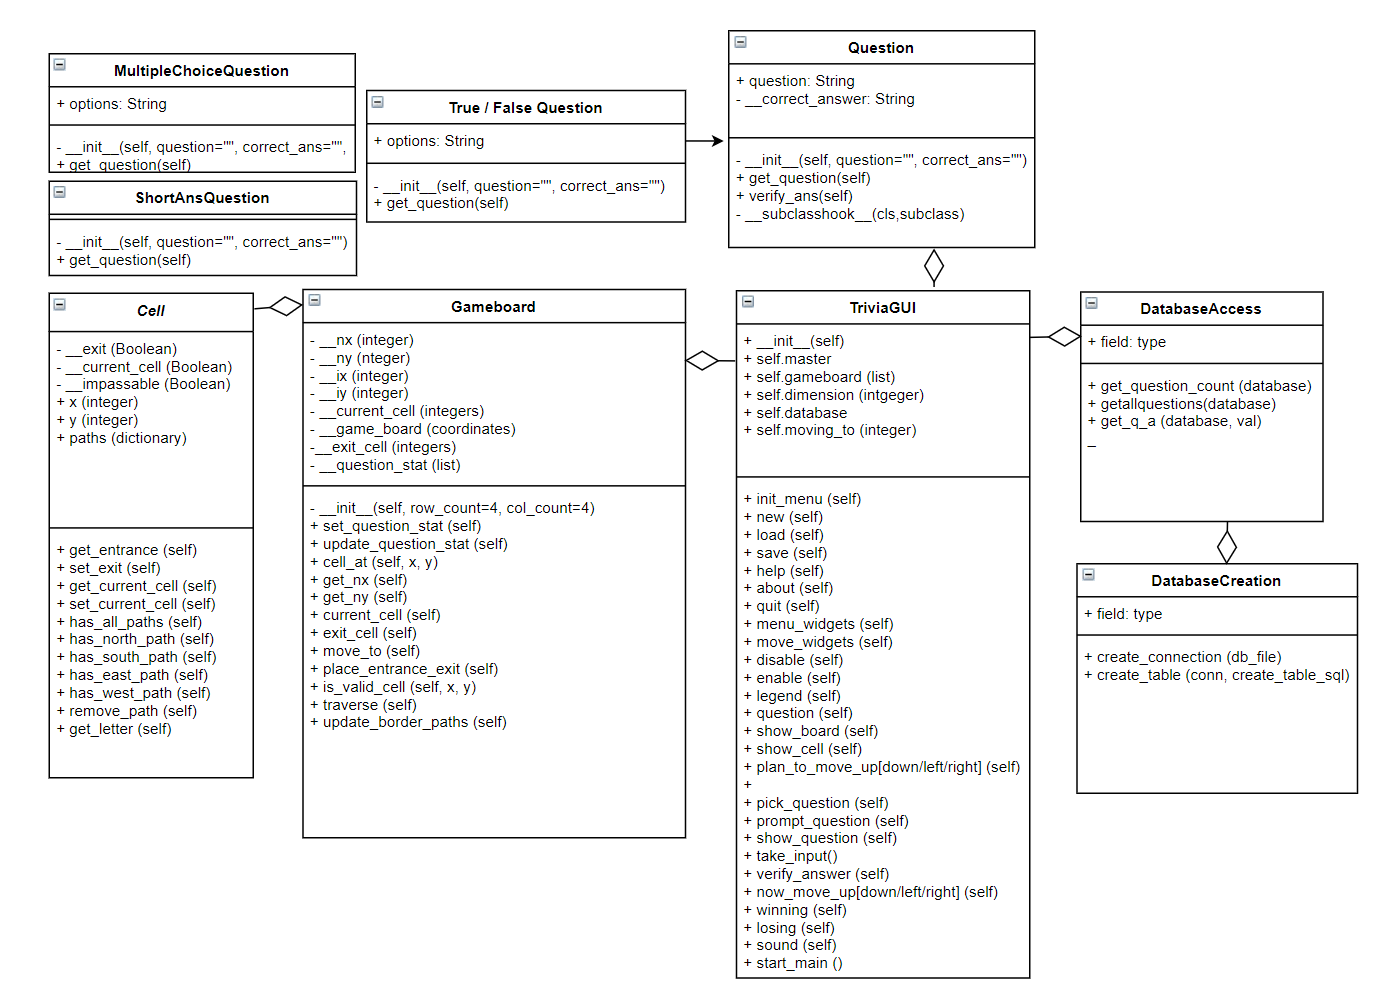 MultipleChoiceQuestion
+ options: String
- __init__(self, question="", correct_ans="",
+ get_question(self)
ShortAnsQuestion
- __init__(self, question="", correct_ans="")
+ get_question(self)
True / False Question
+ options: String
- __init__(self, question="", correct_ans="")
+ get_question(self)
Question
+ question: String
- __correct_answer: String
- __init__(self, question="", correct_ans="")
+ get_question(self)
+ verify_ans(self)
- __subclasshook__(cls,subclass)
Cell
- __exit (Boolean)
- __current_cell (Boolean)
- __impassable (Boolean)
+ x (integer)
+ y (integer)
+ paths (dictionary)
+ get_entrance (self)
+ set_exit (self)
+ get_current_cell (self)
+ set_current_cell (self)
+ has_all_paths (self)
+ has_north_path (self)
+ has_south_path (self)
+ has_east_path (self)
+ has_west_path (self)
+ remove_path (self)
+ get_letter (self)
Gameboard
- __nx (integer)
- __ny (nteger)
- __ix (integer)
- __iy (integer)
- __current_cell (integers)
- __game_board (coordinates)
-__exit_cell (integers)
- __question_stat (list)
- __init__(self, row_count=4, col_count=4)
+ set_question_stat (self)
+ update_question_stat (self)
+ cell_at (self, x, y)
+ get_nx (self)
+ get_ny (self)
+ current_cell (self)
+ exit_cell (self)
+ move_to (self)
+ place_entrance_exit (self)
+ is_valid_cell (self, x, y)
+ traverse (self)
+ update_border_paths (self)
TriviaGUI
+ __init__(self)
+ self.master
+ self.gameboard (list)
+ self.dimension (intgeger)
+ self.database
+ self.moving_to (integer)
+ init_menu (self)
+ new (self)
+ load (self)
+ save (self)
+ help (self)
+ about (self)
+ quit (self)
+ menu_widgets (self)
+ move_widgets (self)
+ disable (self)
+ enable (self)
+ legend (self)
+ question (self)
+ show_board (self)
+ show_cell (self)
+ plan_to_move_up[down/left/right] (self)
+
+ pick_question (self)
+ prompt_question (self)
+ show_question (self)
+ take_input()
+ verify_answer (self)
+ now_move_up[down/left/right] (self)
+ winning (self)
+ losing (self)
+ sound (self)
+ start_main ()
DatabaseAccess
+ field: type
+ get_question_count (database)
+ getallquestions(database)
+ get_q_a (database, val)
_
DatabaseCreation
+ field: type
+ create_connection (db_file)
+ create_table (conn, create_table_sql)